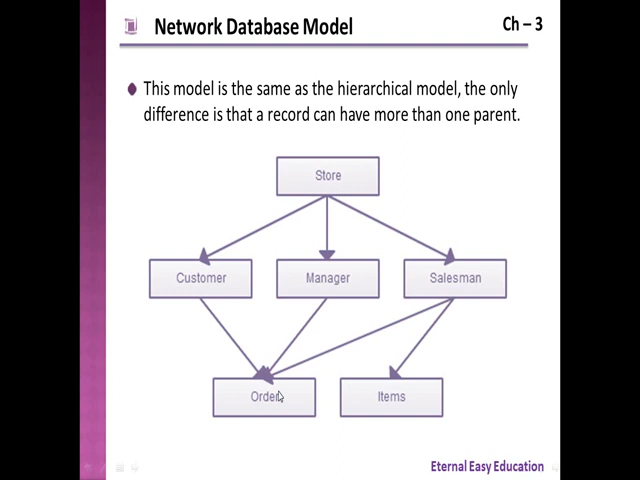 Network Database Model
Ch – 3
This model is the same as the hierarchical model, the only
difference is that a record can have more than one parent.
Store
Customer
Manager
Salesman
Order
Items
Eternal Easy Education